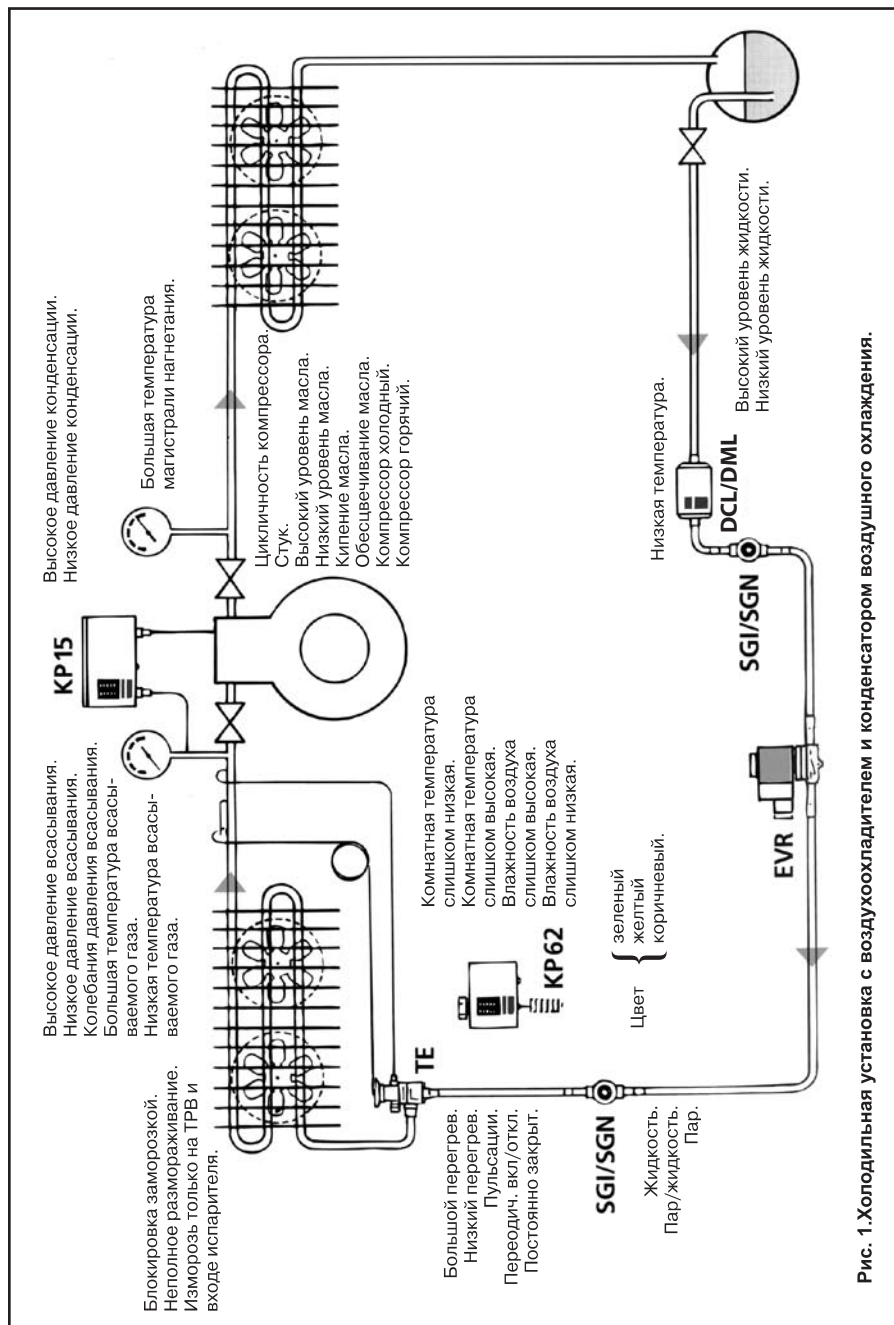 Блокировка заморозкой.
Неполное размораживание.
Изморозь только на ТРВ и
входе испарителя.
Высокое давление всасывания.
Низкое давление всасывания.
Колебания давления всасывания.
Большая температура всасы-
ваемого газа.
Низкая температура всасы-
ваемого газа.
KP15
Высокое давление конденсации.
Низкое давление конденсации.
Большая температура
магистрали нагнетания.
Цикличность компрессора.
Стук.
Высокий уровень масла.
Низкий уровень масла.
Кипение масла.
Обесцвечивание масла.
Компрессор холодный.
Компрессор горячий.
Большой перегрев.
Низкий перегрев.
Пульсации.
Переодич. вкл/откл.
Постоянно закрыт.
TE
KP62
Комнатная температура
слишком низкая.
Комнатная температура
слишком высокая.
Влажность воздуха
слишком высокая.
Влажность воздуха
слишком низкая.
SGI/SGN
Жидкость.
Пар/жидкость.
Пар.
Цвет { зеленый
желтый
коричневый.
EVR
SGI/SGN
DCL/DML
Низкая температура.
Высокий уровень жидкости.
Низкий уровень жидкости.
Рис. 1.Холодильная установка с воздухоохладителем и конденсатором воздушного охлаждения.